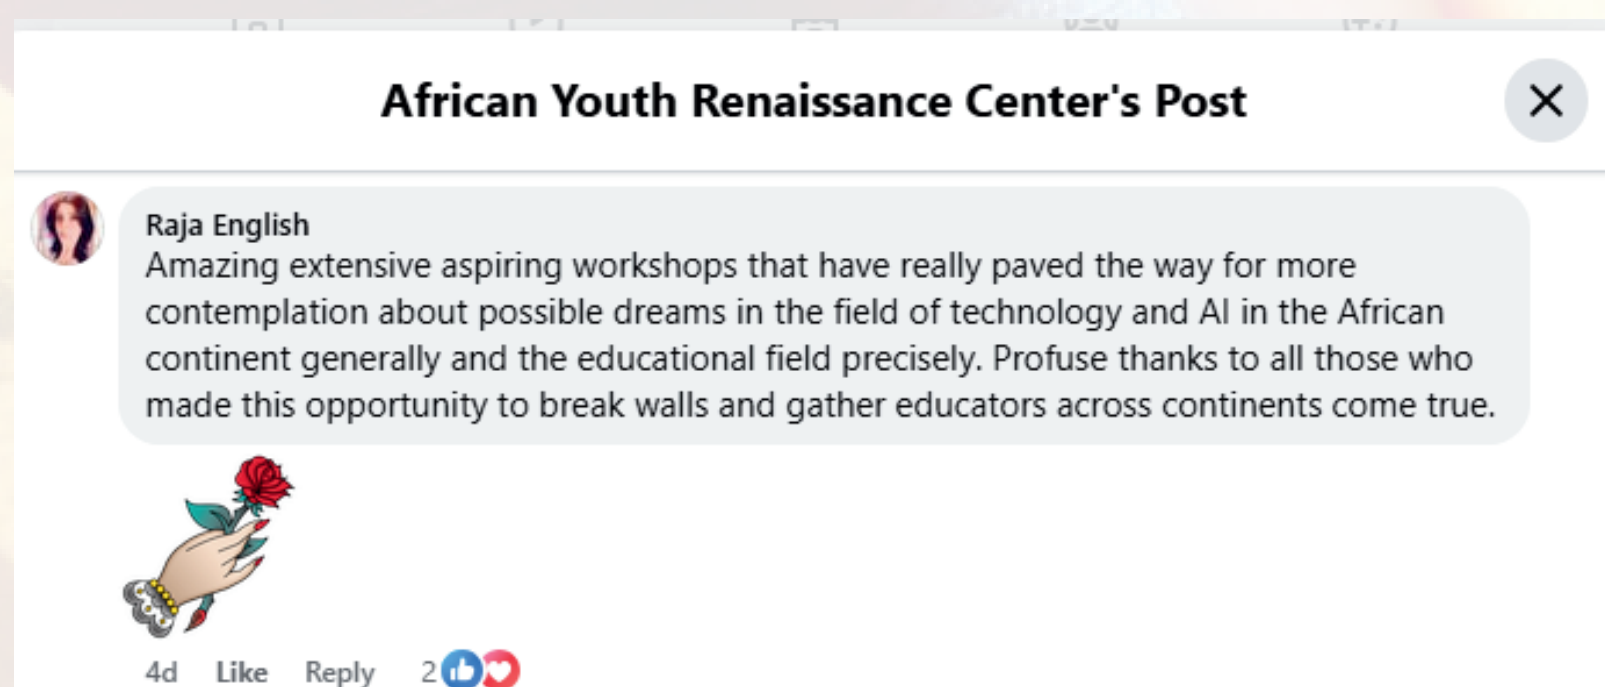 African Youth Renaissance Center's Post
Raja English
Amazing extensive aspiring workshops that have really paved the way for more
contemplation about possible dreams in the field of technology and AI in the African
continent generally and the educational field precisely. Profuse thanks to all those who
made this opportunity to break walls and gather educators across continents come true.
4d Like Reply 2